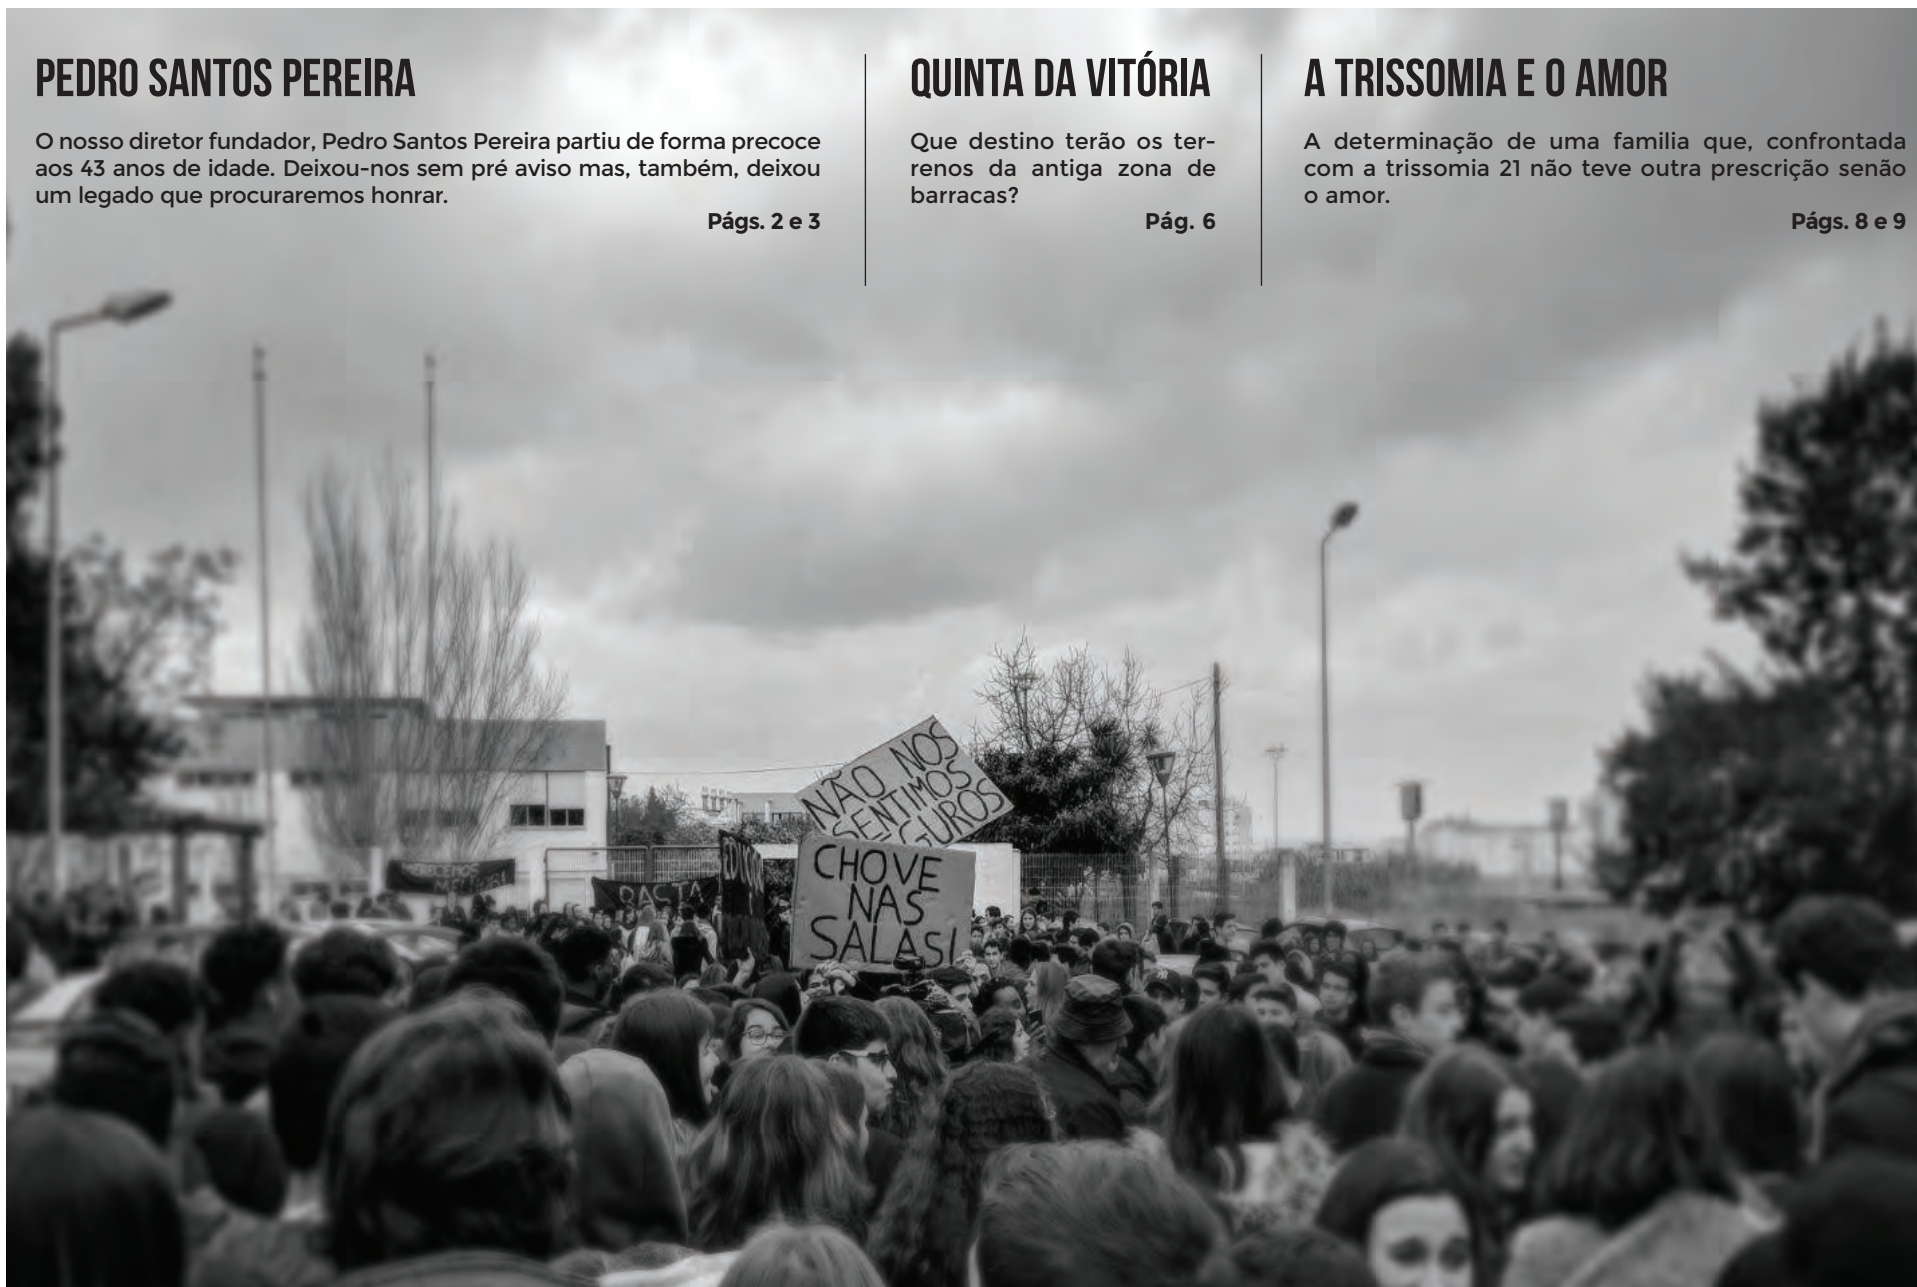 PEDRO SANTOS PEREIRA
O nosso diretor fundador, Pedro Santos Pereira partiu de forma precoce
aos 43 anos de idade. Deixou-nos sem pré aviso mas, também, deixou
um legado que procuraremos honrar.
Págs. 2 e 3
QUINTA DA VITÓRIA
Que destino terão os ter-
renos da antiga zona de
barracas?
Pág. 6
A TRISSOMIA E O AMOR
A determinação de uma familia que, confrontada
com a trissomia 21 não teve outra prescrição senão
o amor.
Págs. 8 e 9
NÃO NOS
SENTIMOS
GUROS
CHOVE
NAS
SALAS!
BASTA